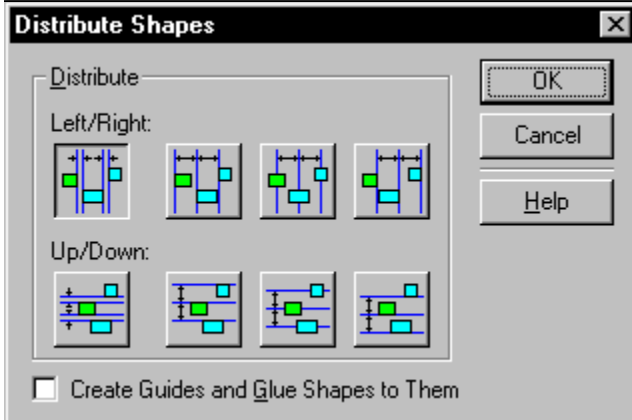 Distribute Shapes
Distribute
Left/Right:
Up/Down:
OK
Cancel
Help
Create Guides and Glue Shapes to Them